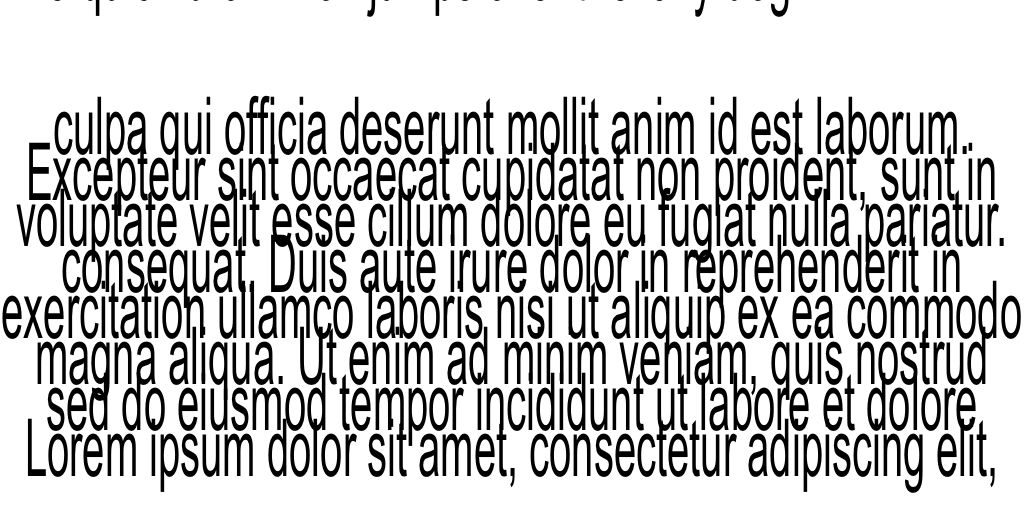 culpa qui officia deserunt mollit anim id est laborum.
Excepteur sint occaecat cupidatat non proident, sunt in
voluptate velit esse cillum dolore eu fugiat nulla pariatur.
consequat. Duis aute irure dolor in reprehenderit in
exercitation ullamco laboris nisi ut aliquip ex ea commodo
magna aliqua. Ut enim ad minim veniam, quis nostrud
sed do eiusmod tempor incididunt ut labore et dolore
Lorem ipsum dolor sit amet, consectetur adipiscing elit,